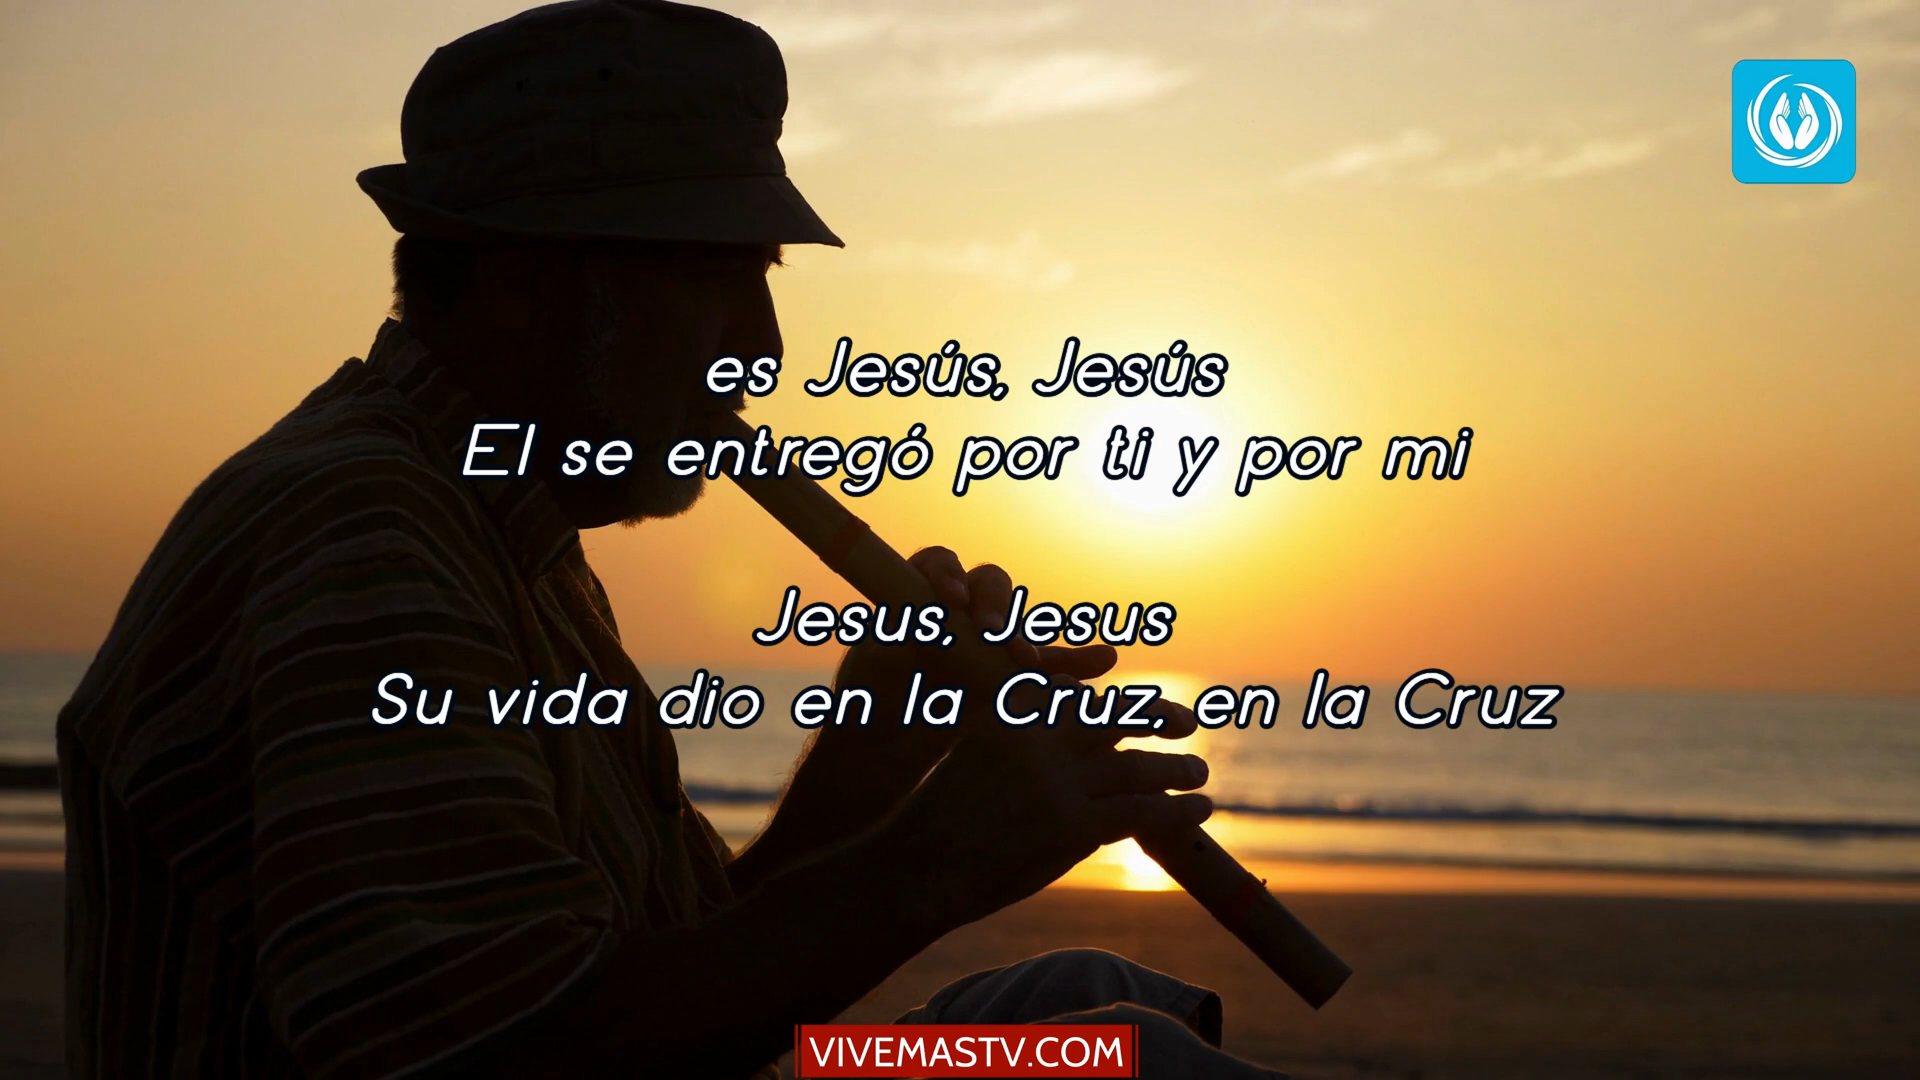 es Jesús, Jesús
El se entregó por ti y por mi
Jesus, Jesus
Su vida dio en la Cruz, en la Cruz
VIVEMASTV.COM